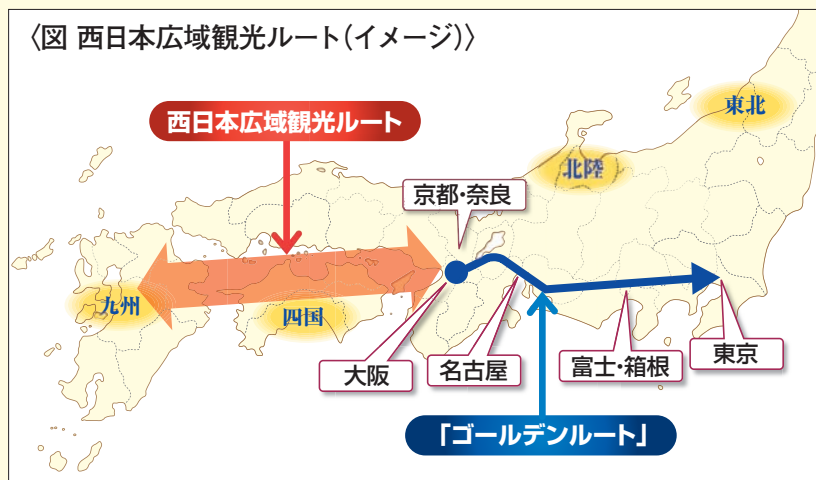 〈図 西日本広域観光ルート(イメージ)〉
東北
西日本広域観光ルート
北陸
京都・奈良
九州
四国
大阪
名古屋
富士・箱根
東京
「ゴールデンルート」